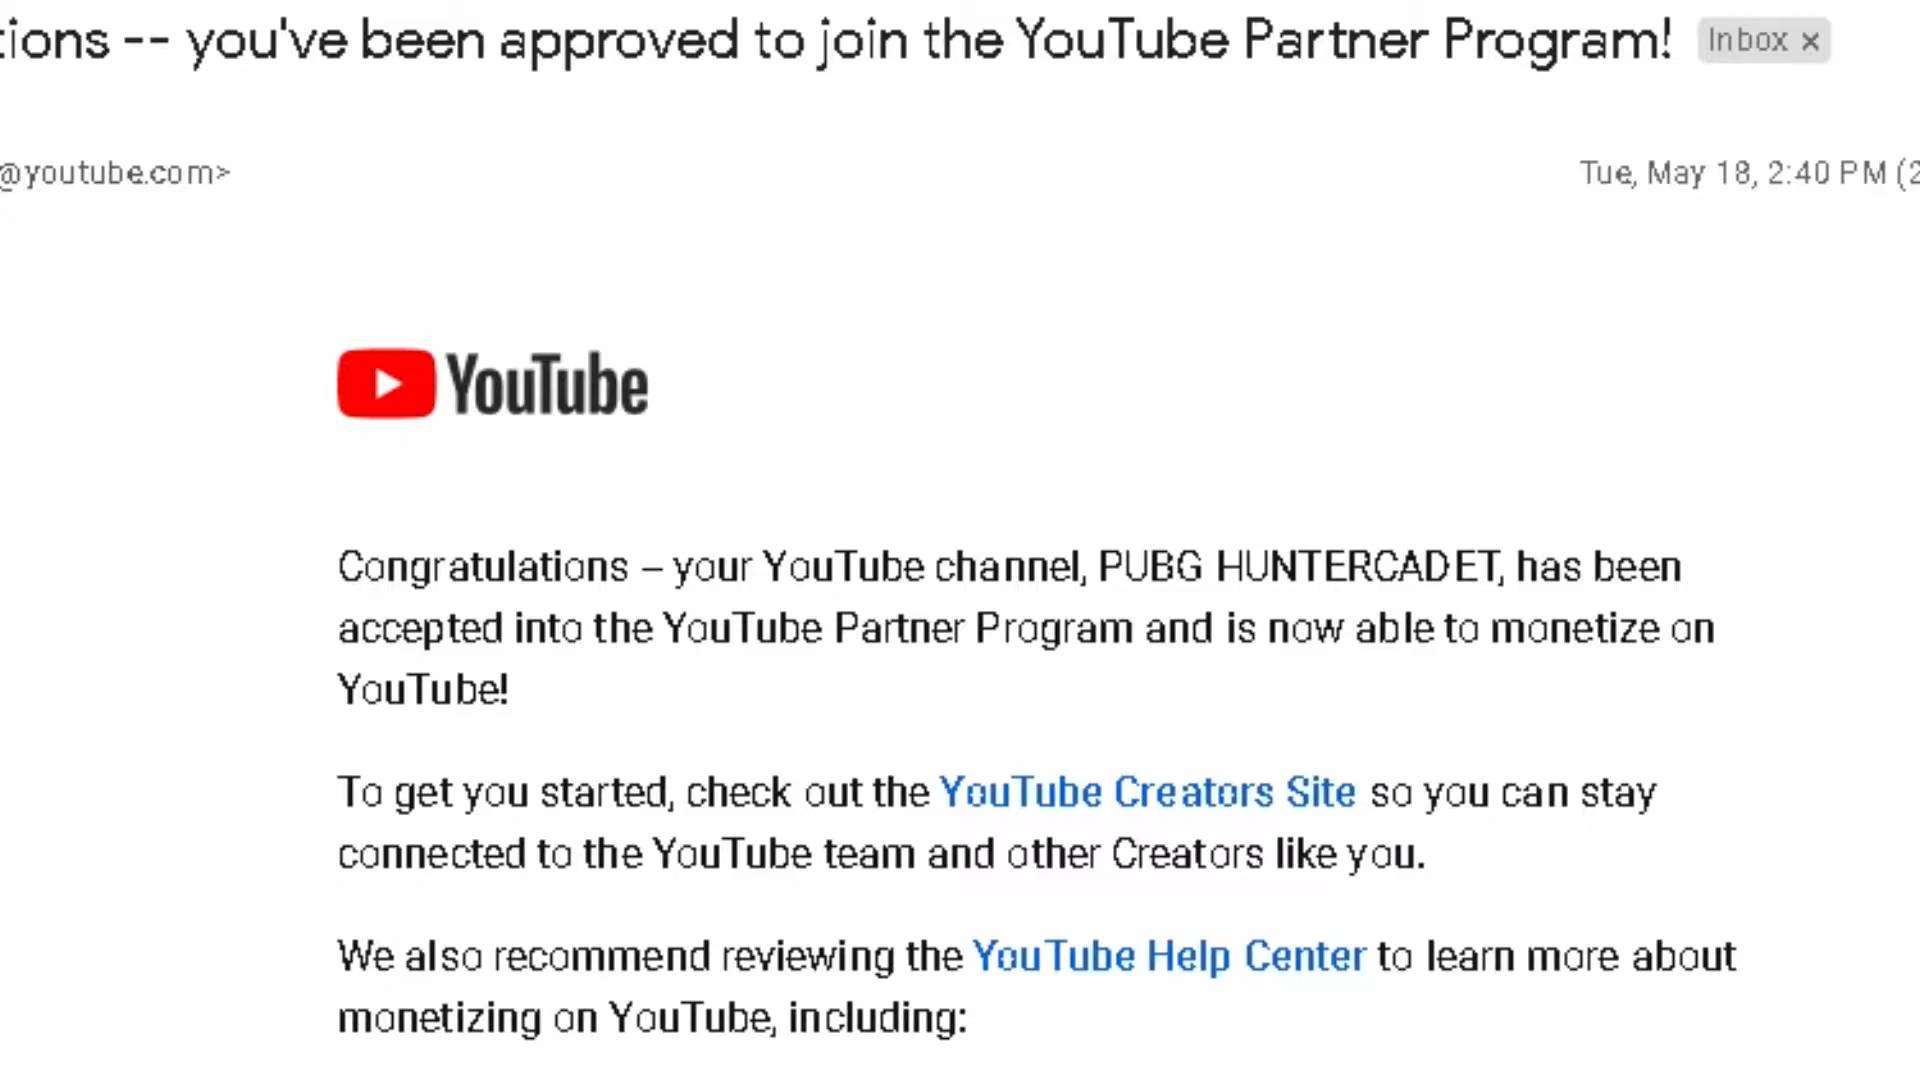 tions -- you've been approved to join the YouTube Partner Program! Inbox ×
@youtube.com> Tue, May 18, 2:40 PM (2
YouTube
Congratulations – your YouTube channel, PUBG HUNTERCADET, has been
accepted into the YouTube Partner Program and is now able to monetize on
YouTube!
To get you started, check out the YouTube Creators Site so you can stay
connected to the YouTube team and other Creators like you.
We also recommend reviewing the YouTube Help Center to learn more about
monetizing on YouTube, including: